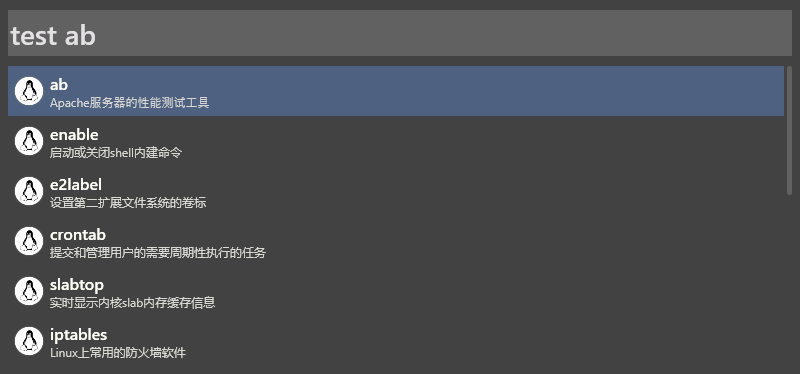 test ab
ab
Apache服务器的性能测试工具
enable
启动或关闭shell内建命令
e2label
设置第二扩展文件系统的卷标
crontab
提交和管理用户的需要周期性执行的任务
slabtop
实时显示内核slab内存缓存信息
iptables
Linux上常用的防火墙软件